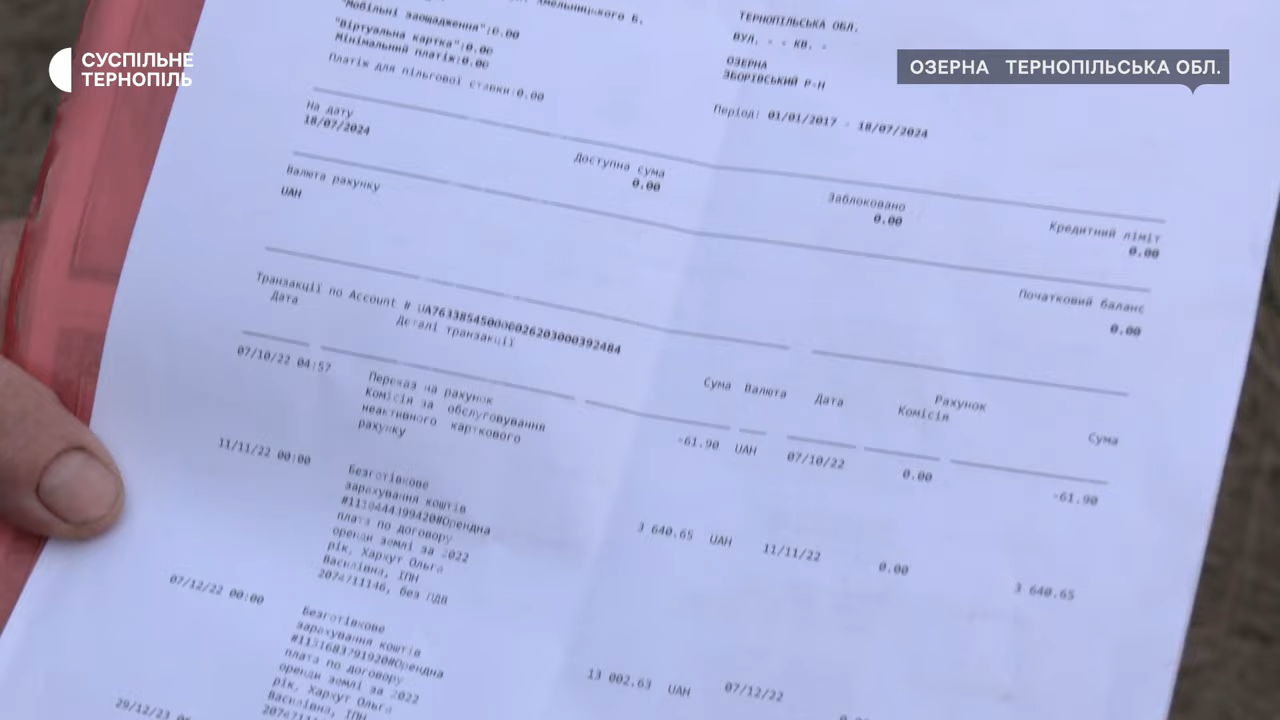 СУСПІЛЬНЕ
ТЕРНОПІЛЬ
ОЗЕРНА ТЕРНОПІЛЬСЬКА ОБЛ.
Хмельницького Б.
"Мобільні заощадження":0.00
"Віртуальна картка":0.00
Мінімальний платіж:0.00
Платіж для пільгової ставки:0.00
ТЕРНОПІЛЬСЬКА ОБЛ.
ВУЛ. - - КВ. -
ОЗЕРНА
ЗБОРІВСЬКИЙ Р-Н
Період: 01/01/2017 - 18/07/2024
На дату
18/07/2024
Доступна сума
0.00
Заблоковано
0.00
Кредитний ліміт
0.00
Валюта рахунку
UAH
Початковий баланс
0.00
Транзакції по Account # UA763385450000026203000392484
Дата Деталі транзакції Сума Валюта Дата Комісія Рахунок Сума
07/10/22 04:57 Переказ на рахунок -61.90 UAH 07/10/22 0.00 -61.90
Комісія за обслуговування
неактивного карткового
рахунку
11/11/22 00:00 Безготівкове 3 640.65 UAH 11/11/22 0.00 3 640.65
зарахування коштів
#1130444399420#Орендна
плата по договору
оренди землі за 2022
рік, Хархут Ольга
Василівна, ІПН
2074711146, без ПДВ
07/12/22 00:00 Безготівкове 13 002.63 UAH 07/12/22
зарахування коштів
#1131683791920#Орендна
плата по договору
оренди землі за 2022
рік, Хархут Ольга
Василівна, ІПН
29/12/23